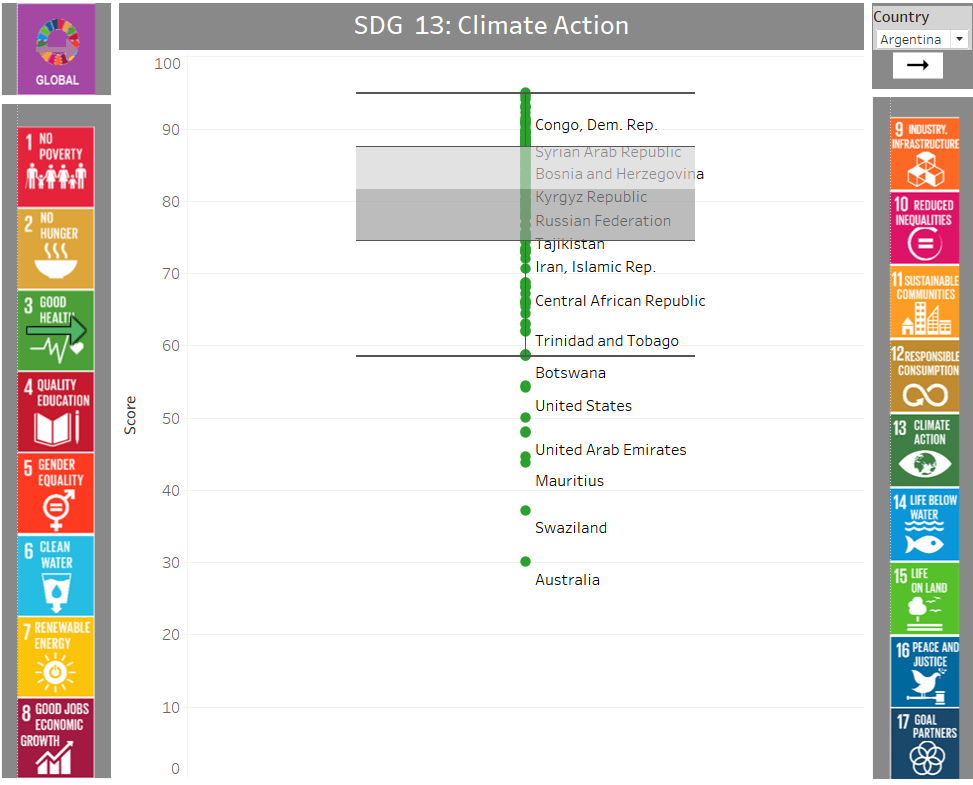 GLOBAL
SDG 13: Climate Action
Country
Argentina
1 NO
POVERTY
2 NO
HUNGER
3 GOOD
HEALTH
4 QUALITY
EDUCATION
5 GENDER
EQUALITY
6 CLEAN
WATER
7 RENEWABLE
ENERGY
8 GOOD JOBS
ECONOMIC
GROWTH
Score
100
90
80
70
60
50
40
30
20
10
0
Congo, Dem. Rep.
Syrian Arab Republic
Bosnia and Herzegovina
Kyrgyz Republic
Russian Federation
Tajikistan
Iran, Islamic Rep.
Central African Republic
Trinidad and Tobago
Botswana
United States
United Arab Emirates
Mauritius
Swaziland
Australia
9 INDUSTRY,
INFRASTRUCTURE
10 REDUCED
INEQUALITIES
11 SUSTAINABLE
COMMUNITIES
12 RESPONSIBLE
CONSUMPTION
13 CLIMATE
ACTION
14 LIFE BELOW
WATER
15 LIFE
ON LAND
16 PEACE AND
JUSTICE
17 GOAL
PARTNERS